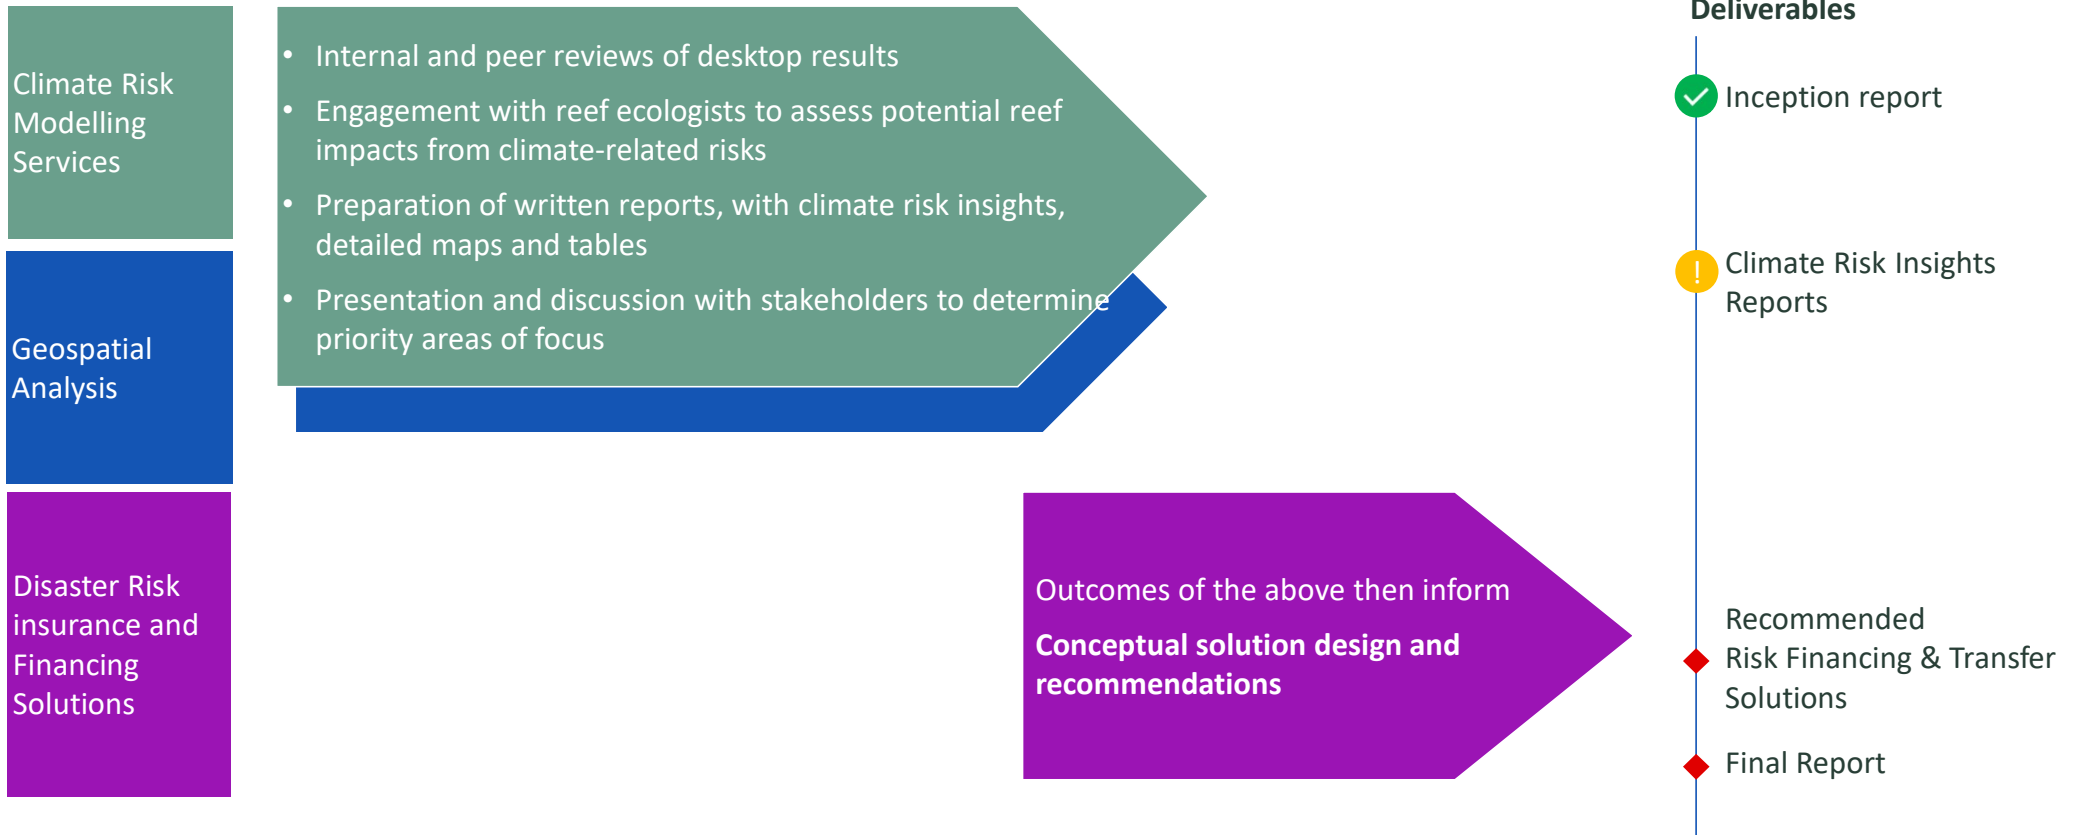 Climate Risk
Modelling
Services
Geospatial
Analysis
Disaster Risk
insurance and
Financing
Solutions
• Internal and peer reviews of desktop results
• Engagement with reef ecologists to assess potential reef
impacts from climate-related risks
• Preparation of written reports, with climate risk insights,
detailed maps and tables
• Presentation and discussion with stakeholders to determine
priority areas of focus
Outcomes of the above then inform
Conceptual solution design and
recommendations
Deliverables
Inception report
!
Climate Risk Insights
Reports
Recommended
Risk Financing & Transfer
Solutions
Final Report